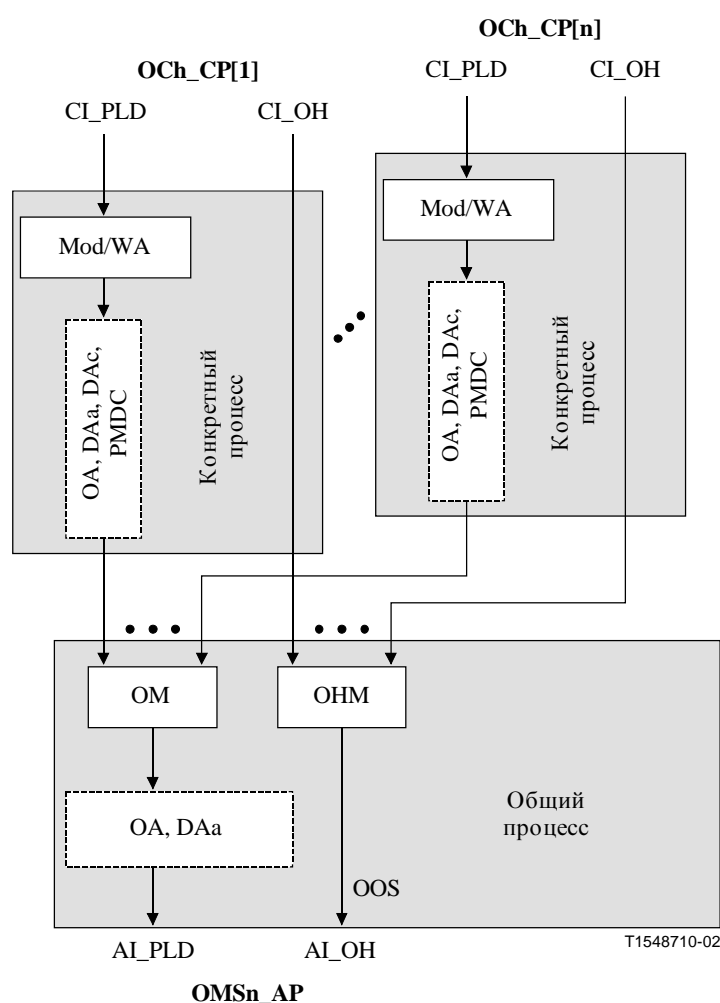 OCh_CP[n]
OCh_CP[1]
CI_PLD CI_OH
CI_PLD CI_OH
Mod/WA
Mod/WA
OA, DAa, DAc,
PMDC
Конкретный
процесс
OA, DAa, DAc,
PMDC
Конкретный
процесс
OM
OHM
OA, DAa
Общий
процесс
OOS
T1548710-02
AI_PLD AI_OH
OMSn_AP